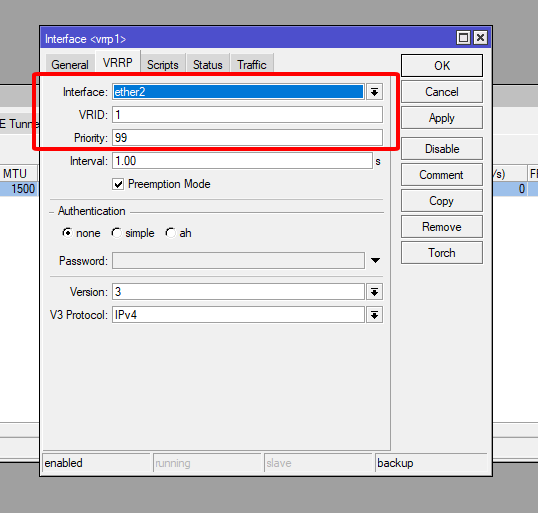 Interface <vrrp1>
General VRRP Scripts Status Traffic
Interface: ether2
VRID: 1
Priority: 99
Interval: 1.00 s
Preemption Mode
Authentication
none simple ah
Password:
Version: 3
V3 Protocol: IPv4
OK
Cancel
Apply
Disable
Comment
Copy
Remove
Torch
enabled running slave backup
E Tunne
MTU /s) FI
1500 0